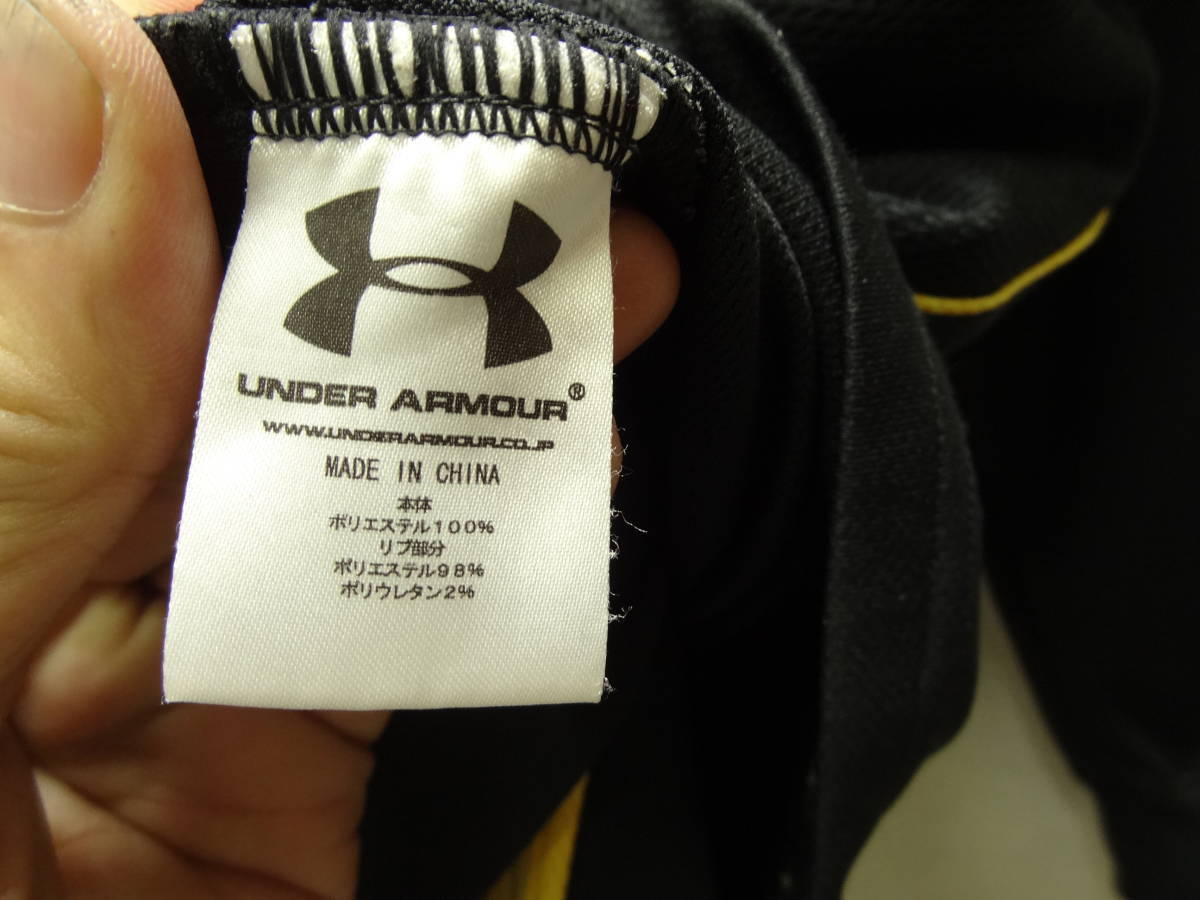 UNDER ARMOUR®
WWW.UNDERARMOUR.CO.JP
MADE IN CHINA
本体
ポリエステル100%
リブ部分
ポリエステル98%
ポリウレタン2%